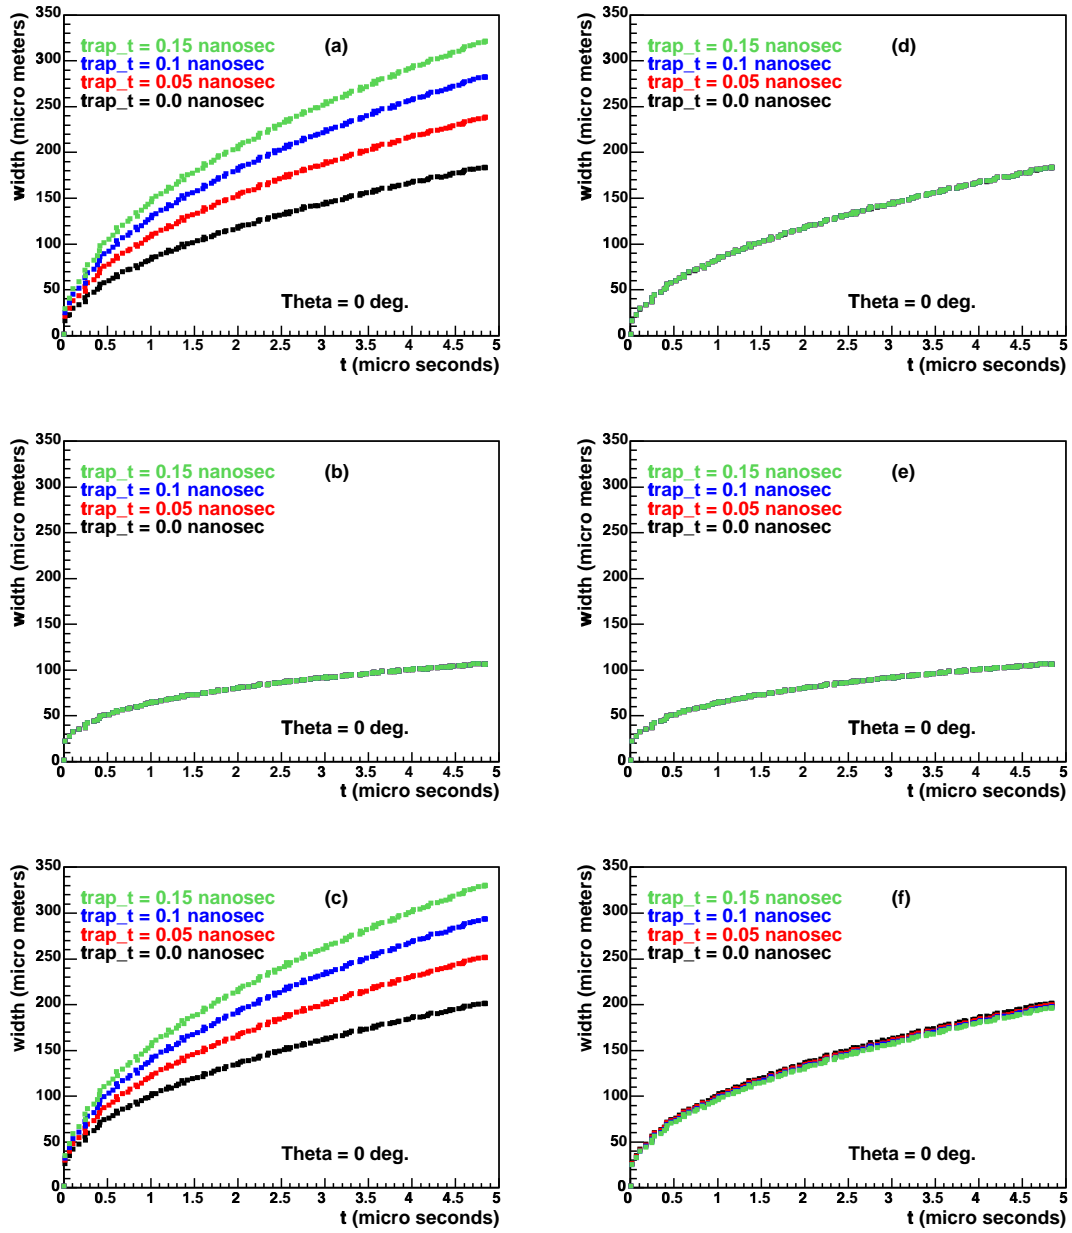 350
300
250
200
150
100
50
0
width (micro meters)
trap_t = 0.15 nanosec
trap_t = 0.1 nanosec
trap_t = 0.05 nanosec
trap_t = 0.0 nanosec
(a)
Theta = 0 deg.
0 0.5 1 1.5 2 2.5 3 3.5 4 4.5 5
t (micro seconds)
350
300
250
200
150
100
50
0
width (micro meters)
trap_t = 0.15 nanosec
trap_t = 0.1 nanosec
trap_t = 0.05 nanosec
trap_t = 0.0 nanosec
(d)
Theta = 0 deg.
0 0.5 1 1.5 2 2.5 3 3.5 4 4.5 5
t (micro seconds)
350
300
250
200
150
100
50
0
width (micro meters)
trap_t = 0.15 nanosec
trap_t = 0.1 nanosec
trap_t = 0.05 nanosec
trap_t = 0.0 nanosec
(b)
Theta = 0 deg.
0 0.5 1 1.5 2 2.5 3 3.5 4 4.5 5
t (micro seconds)
350
300
250
200
150
100
50
0
width (micro meters)
trap_t = 0.15 nanosec
trap_t = 0.1 nanosec
trap_t = 0.05 nanosec
trap_t = 0.0 nanosec
(e)
Theta = 0 deg.
0 0.5 1 1.5 2 2.5 3 3.5 4 4.5 5
t (micro seconds)
350
300
250
200
150
100
50
0
width (micro meters)
trap_t = 0.15 nanosec
trap_t = 0.1 nanosec
trap_t = 0.05 nanosec
trap_t = 0.0 nanosec
(c)
Theta = 0 deg.
0 0.5 1 1.5 2 2.5 3 3.5 4 4.5 5
t (micro seconds)
350
300
250
200
150
100
50
0
width (micro meters)
trap_t = 0.15 nanosec
trap_t = 0.1 nanosec
trap_t = 0.05 nanosec
trap_t = 0.0 nanosec
(f)
Theta = 0 deg.
0 0.5 1 1.5 2 2.5 3 3.5 4 4.5 5
t (micro seconds)